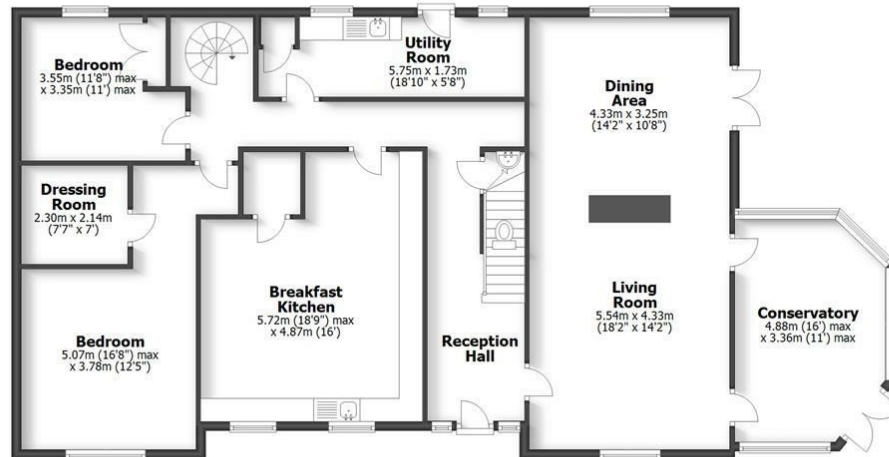 Bedroom
3.55m (11'8") max
x 3.35m (11') max
Utility
Room
5.75m x 1.73m
(18'10" x 5'8")
Dining
Area
4.33m x 3.25m
(14'2" x 10'8")
Dressing
Room
2.30m x 2.14m
(7'7" x 7')
Breakfast
Kitchen
5.72m (18'9") max
x 4.87m (16')
Living
Room
5.54m x 4.33m
(18'2" x 14'2")
Conservatory
4.88m (16') max
x 3.36m (11') max
Bedroom
5.07m (16'8") max
x 3.78m (12'5")
Reception
Hall